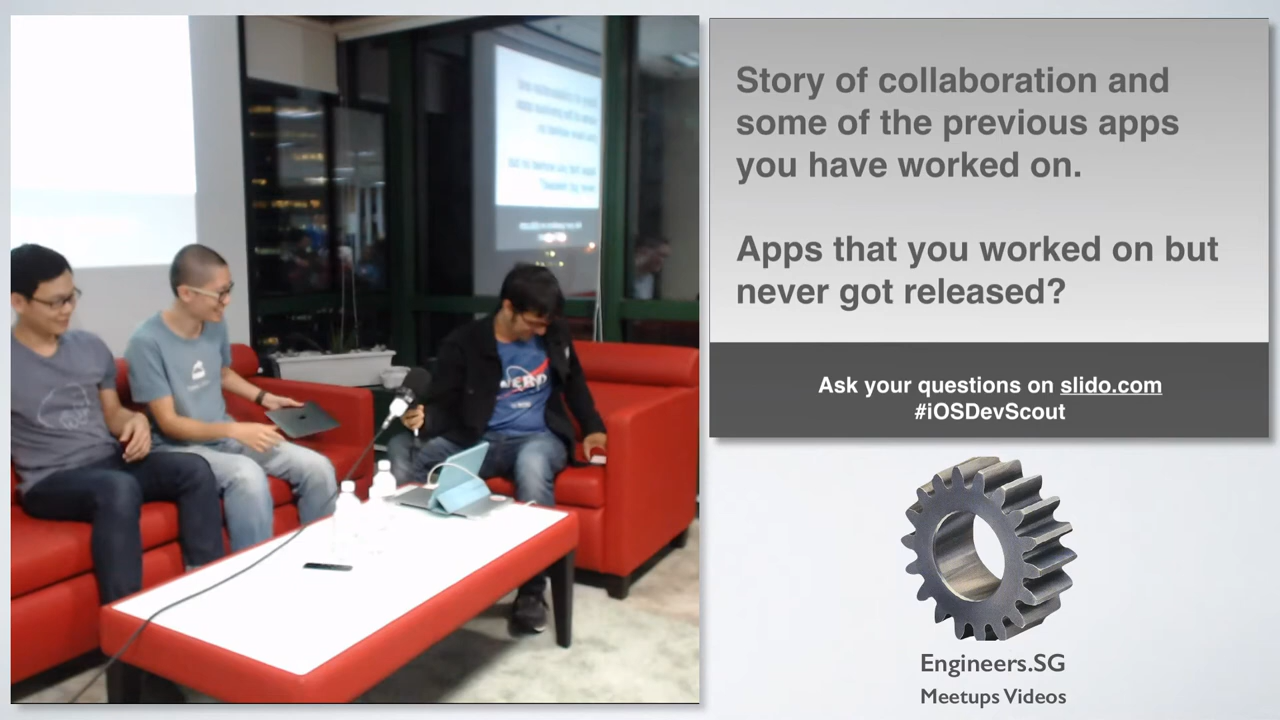 Story of collaboration and
some of the previous apps
you have worked on.
Apps that you worked on but
never got released?
Ask your questions on slido.com
#iOSDevScout
Engineers.SG
Meetups Videos
NERD